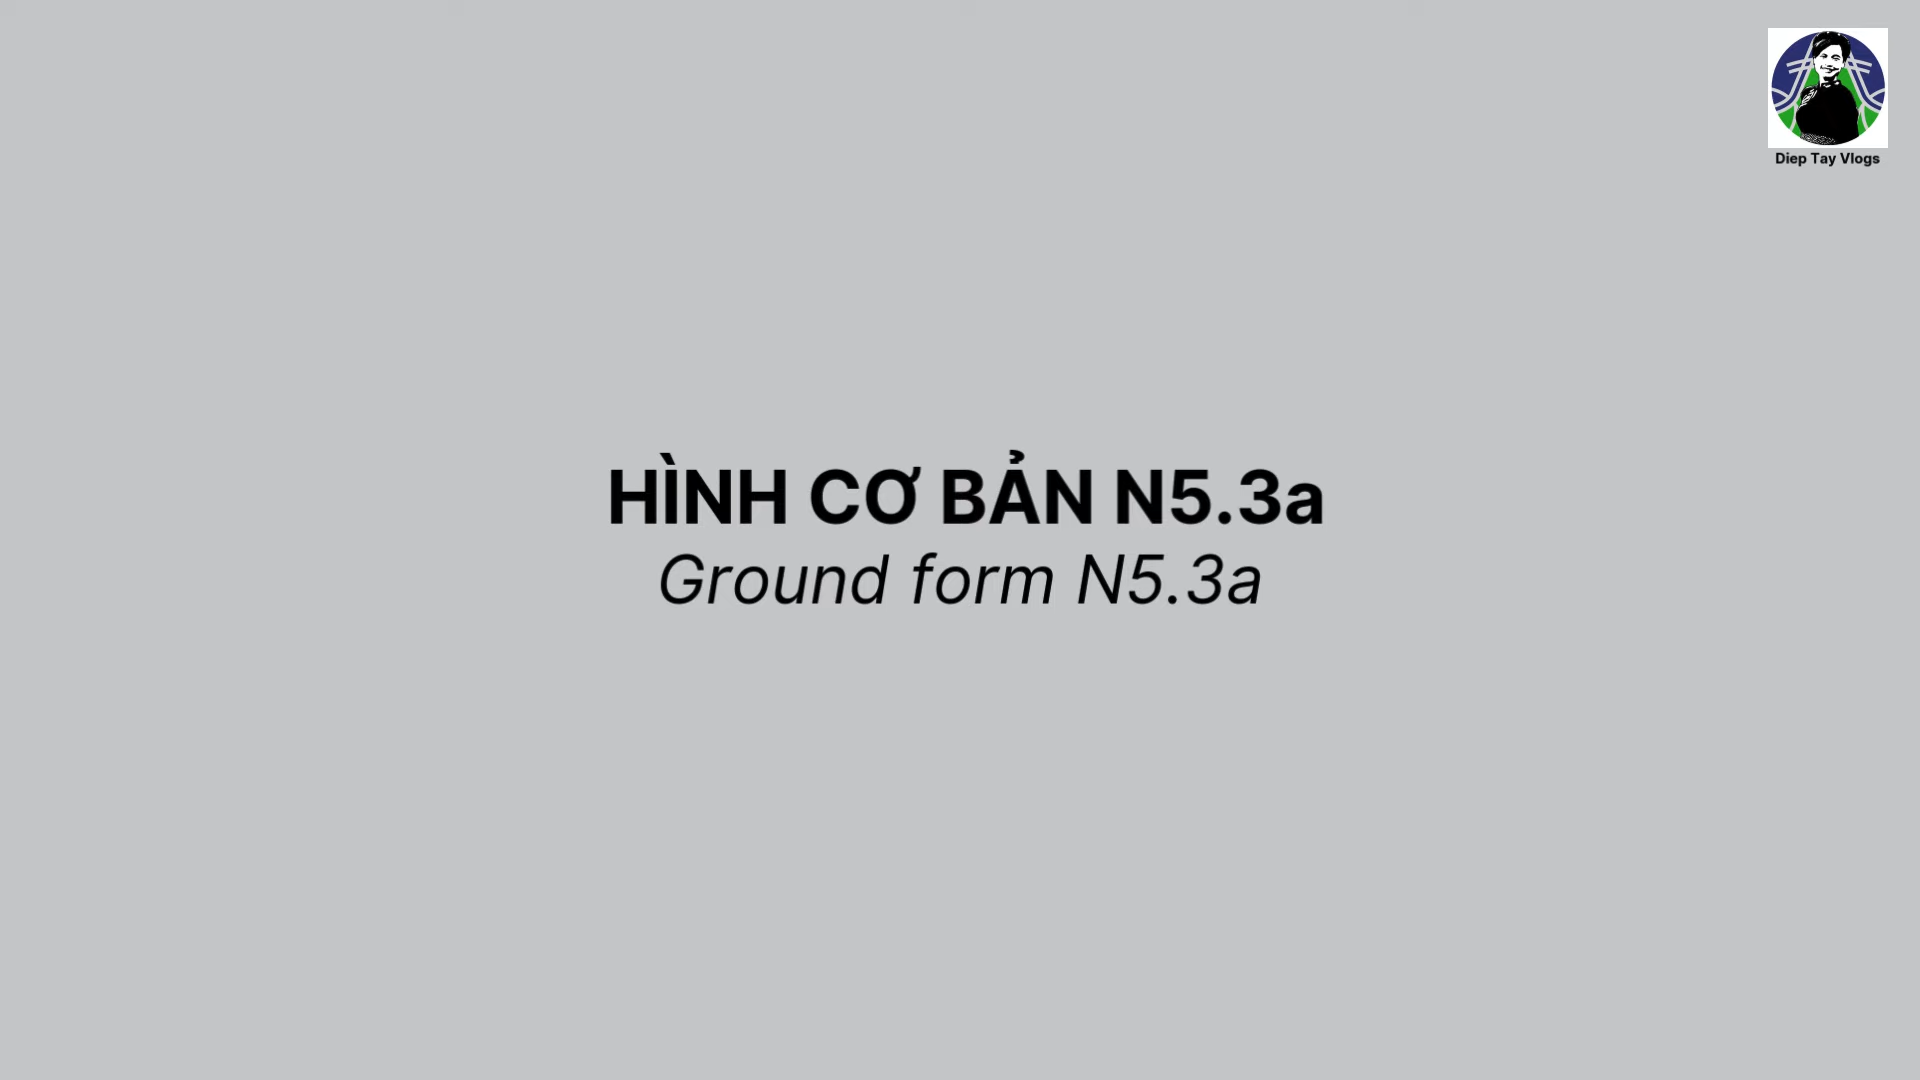 Diep Tay Vlogs
HÌNH CƠ BẢN N5.3a
Ground form N5.3a